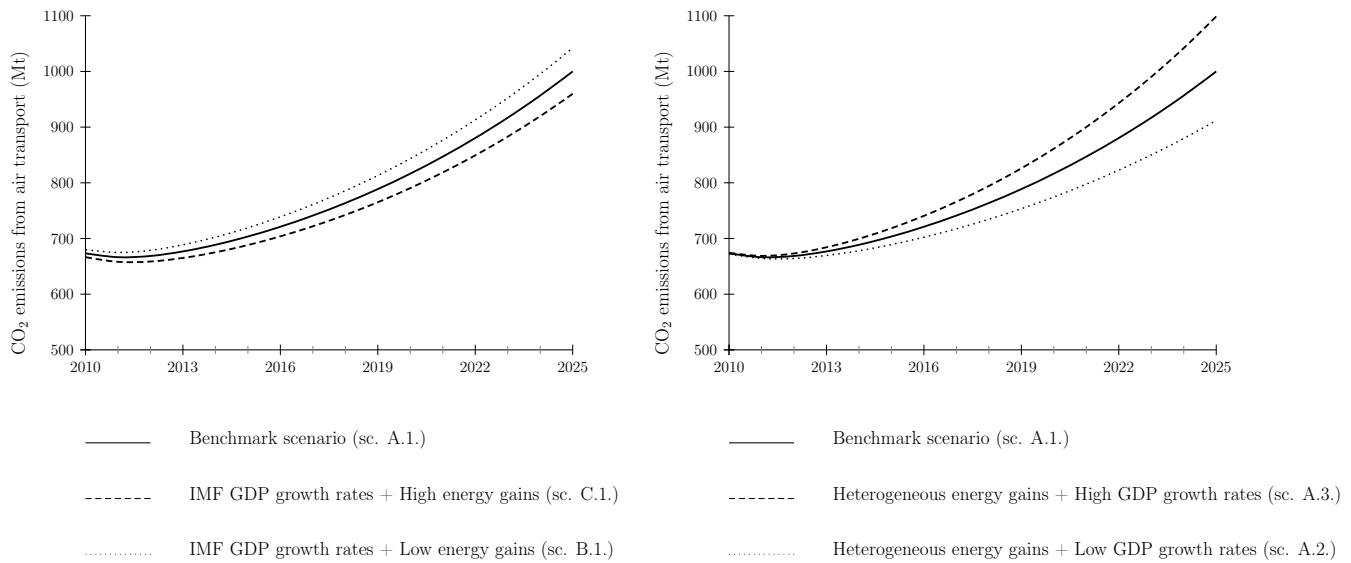 CO2 emissions from air transport (Mt)
1100
1000
900
800
700
600
500
2010 2013 2016 2019 2022 2025
Benchmark scenario (sc. A.1.)
IMF GDP growth rates + High energy gains (sc. C.1.)
IMF GDP growth rates + Low energy gains (sc. B.1.)
CO2 emissions from air transport (Mt)
1100
1000
900
800
700
600
500
2010 2013 2016 2019 2022 2025
Benchmark scenario (sc. A.1.)
Heterogeneous energy gains + High GDP growth rates (sc. A.3.)
Heterogeneous energy gains + Low GDP growth rates (sc. A.2.)